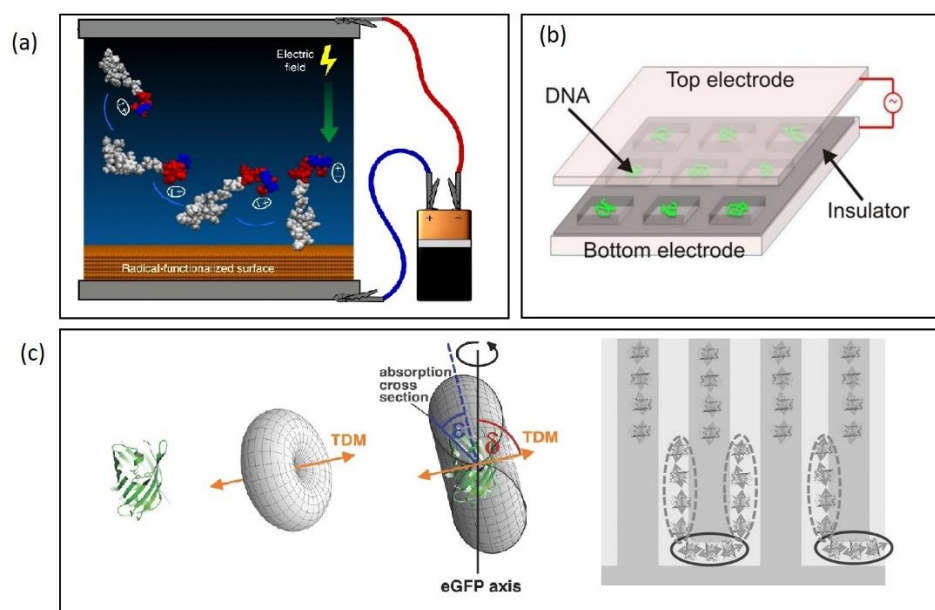 (a)
Electric
field
+ -
Radical-functionalized surface
(b)
Top electrode
DNA
Insulator
Bottom electrode
(c)
absorption
cross
section
TDM
TDM
ε
δ
eGFP axis